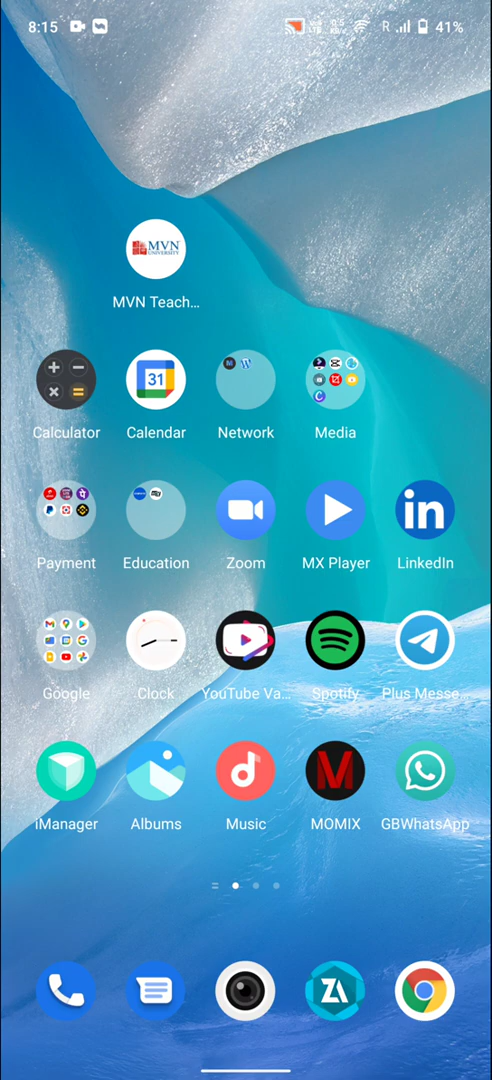 8:15
R 41%
MVN
UNIVERSITY
MVN Teach...
31
Calculator Calendar Network Media
Payment Education Zoom MX Player LinkedIn
in
Google Clock YouTube Va... Spotify Plus Messe...
M
iManager Albums Music MOMIX GBWhatsApp
ZA